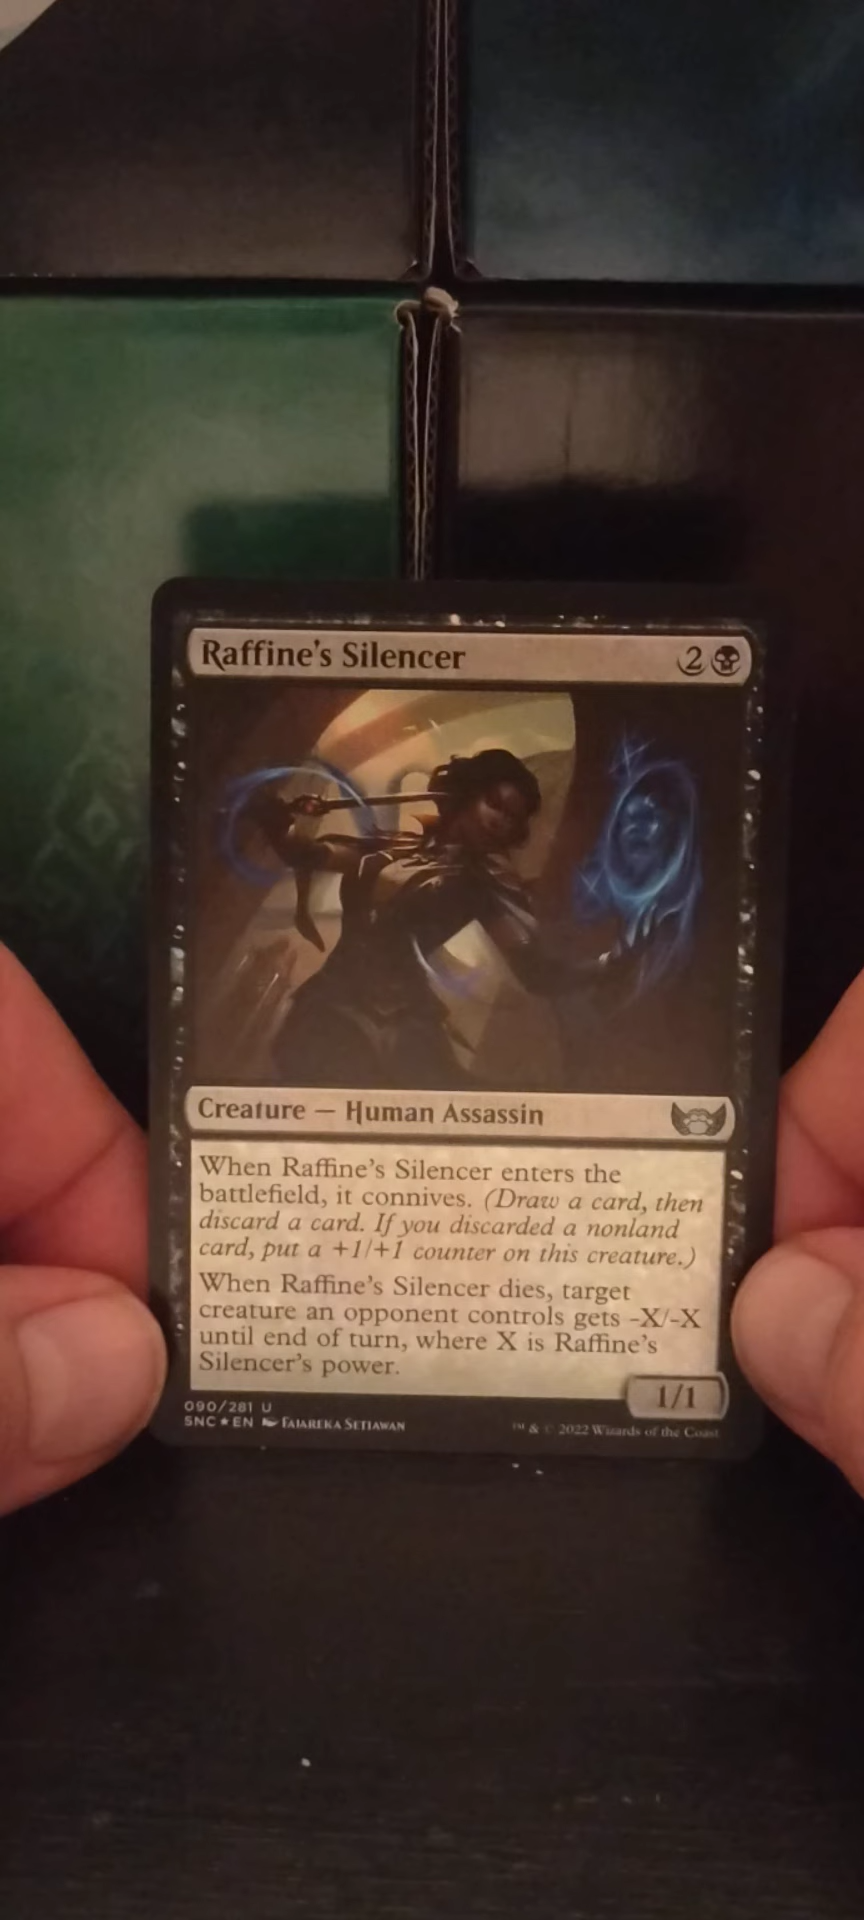 Raffine's Silencer 2
Creature — Human Assassin
When Raffine's Silencer enters the
battlefield, it connives. (Draw a card, then
discard a card. If you discarded a nonland
card, put a +1/+1 counter on this creature.)
When Raffine's Silencer dies, target
creature an opponent controls gets -X/-X
until end of turn, where X is Raffine's
Silencer's power.
1/1
090/281 U
SNC★EN FAJAREKA SETIAWAN
™ & © 2022 Wizards of the Coast